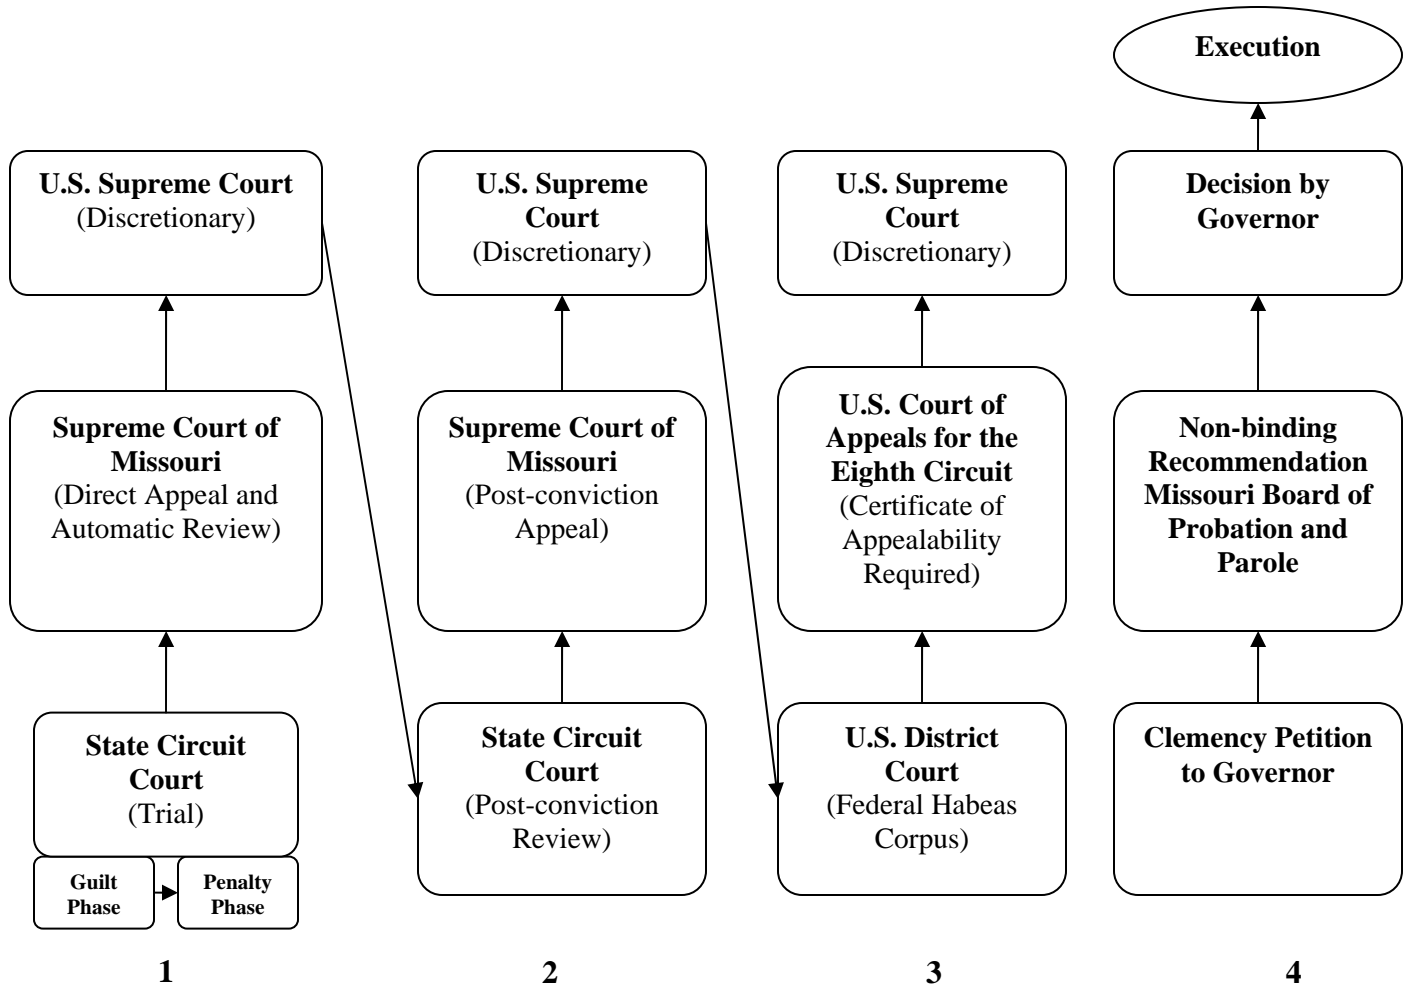 Execution
U.S. Supreme Court
(Discretionary)
U.S. Supreme
Court
(Discretionary)
U.S. Supreme
Court
(Discretionary)
Decision by
Governor
Supreme Court of
Missouri
(Direct Appeal and
Automatic Review)
Supreme Court of
Missouri
(Post-conviction
Appeal)
U.S. Court of
Appeals for the
Eighth Circuit
(Certificate of
Appealability
Required)
Non-binding
Recommendation
Missouri Board of
Probation and
Parole
State Circuit
Court
(Trial)
Guilt
Phase
Penalty
Phase
State Circuit
Court
(Post-conviction
Review)
U.S. District
Court
(Federal Habeas
Corpus)
Clemency Petition
to Governor
1
2
3
4